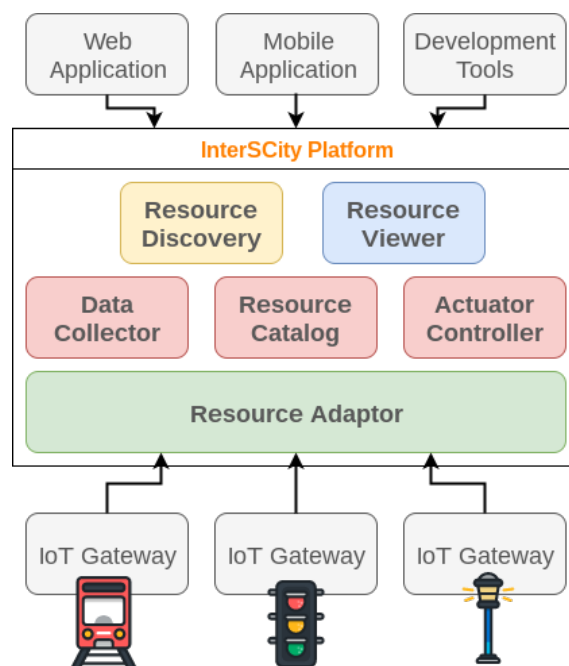 Web
Application
Mobile
Application
Development
Tools
InterSCity Platform
Resource
Discovery
Resource
Viewer
Data
Collector
Resource
Catalog
Actuator
Controller
Resource Adaptor
IoT Gateway
IoT Gateway
IoT Gateway